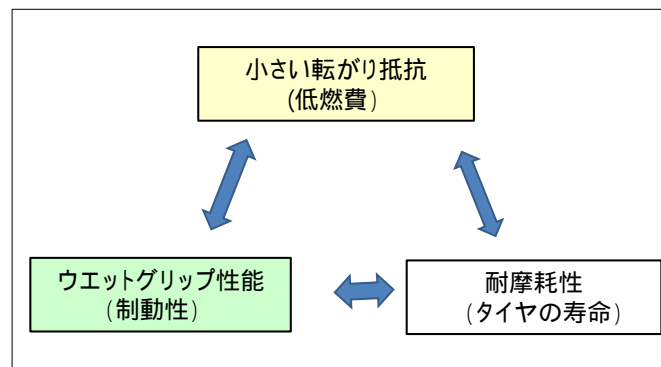 小さい転がり抵抗
(低燃費)
ウエットグリップ性能
(制動性)
耐摩耗性
(タイヤの寿命)